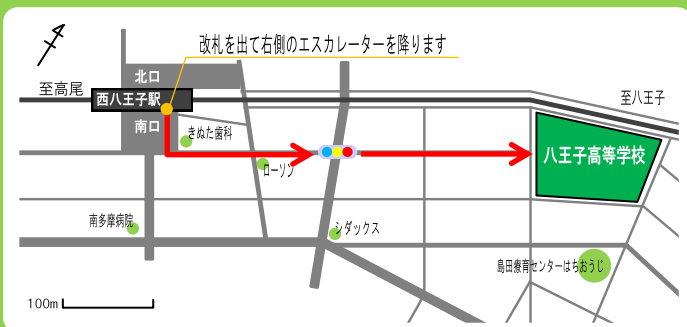 改札を出て右側のエスカレーターを降ります
北口
至高尾
西八王子駅
至八王子
南口
きぬた歯科
八王子高等学校
ローソン
南多摩病院
シダックス
島田療育センターはちおうじ
100m